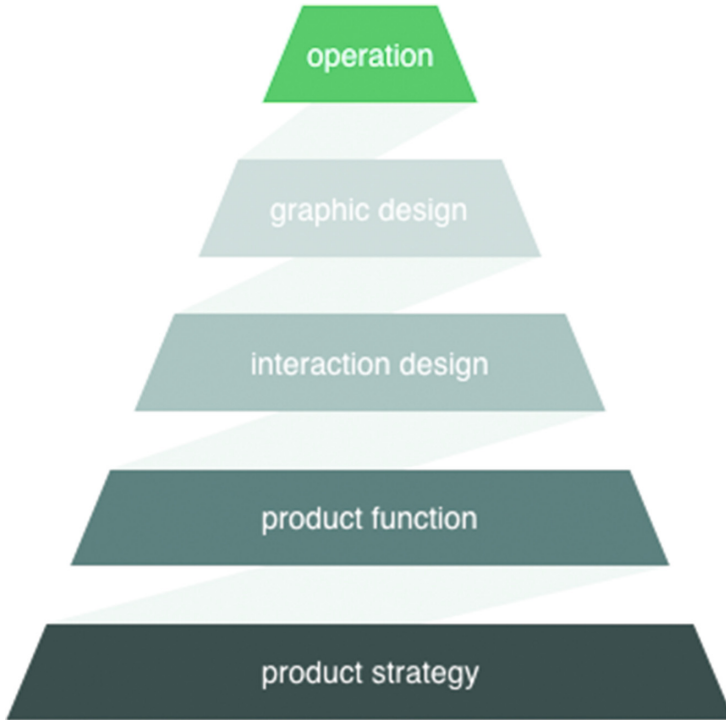 operation
graphic design
interaction design
product function
product strategy